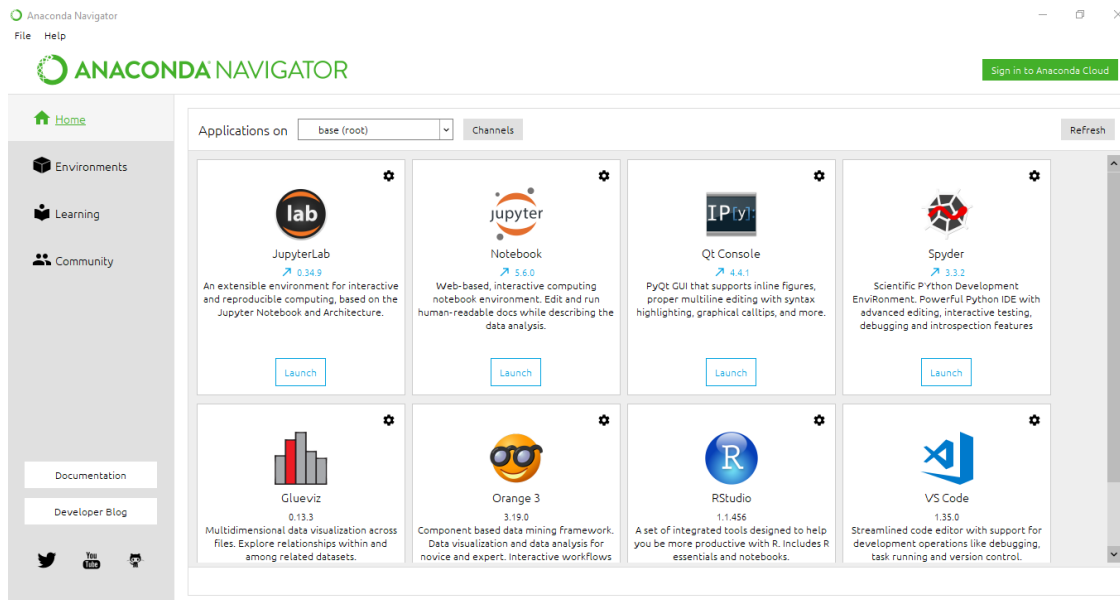 Anaconda Navigator
File Help
ANACONDA NAVIGATOR
Sign in to Anaconda Cloud
Home
Environments
Learning
Community
Documentation
Developer Blog
You
Tube
Applications on base (root) Channels Refresh
lab
JupyterLab
0.34.9
An extensible environment for interactive
and reproducible computing, based on the
Jupyter Notebook and Architecture.
Launch
jupyter
Notebook
5.6.0
Web-based, interactive computing
notebook environment. Edit and run
human-readable docs while describing the
data analysis.
Launch
IP[y]:
Qt Console
4.4.1
PyQt GUI that supports inline figures,
proper multiline editing with syntax
highlighting, graphical calltips, and more.
Launch
Spyder
3.3.2
Scientific PYthon Development
EnviRonment. Powerful Python IDE with
advanced editing, interactive testing,
debugging and introspection features
Launch
Glueviz
0.13.3
Multidimensional data visualization across
files. Explore relationships within and
among related datasets.
Orange 3
3.19.0
Component based data mining framework.
Data visualization and data analysis for
novice and expert. Interactive workflows
R
RStudio
1.1.456
A set of integrated tools designed to help
you be more productive with R. Includes R
essentials and notebooks.
VS Code
1.35.0
Streamlined code editor with support for
development operations like debugging,
task running and version control.